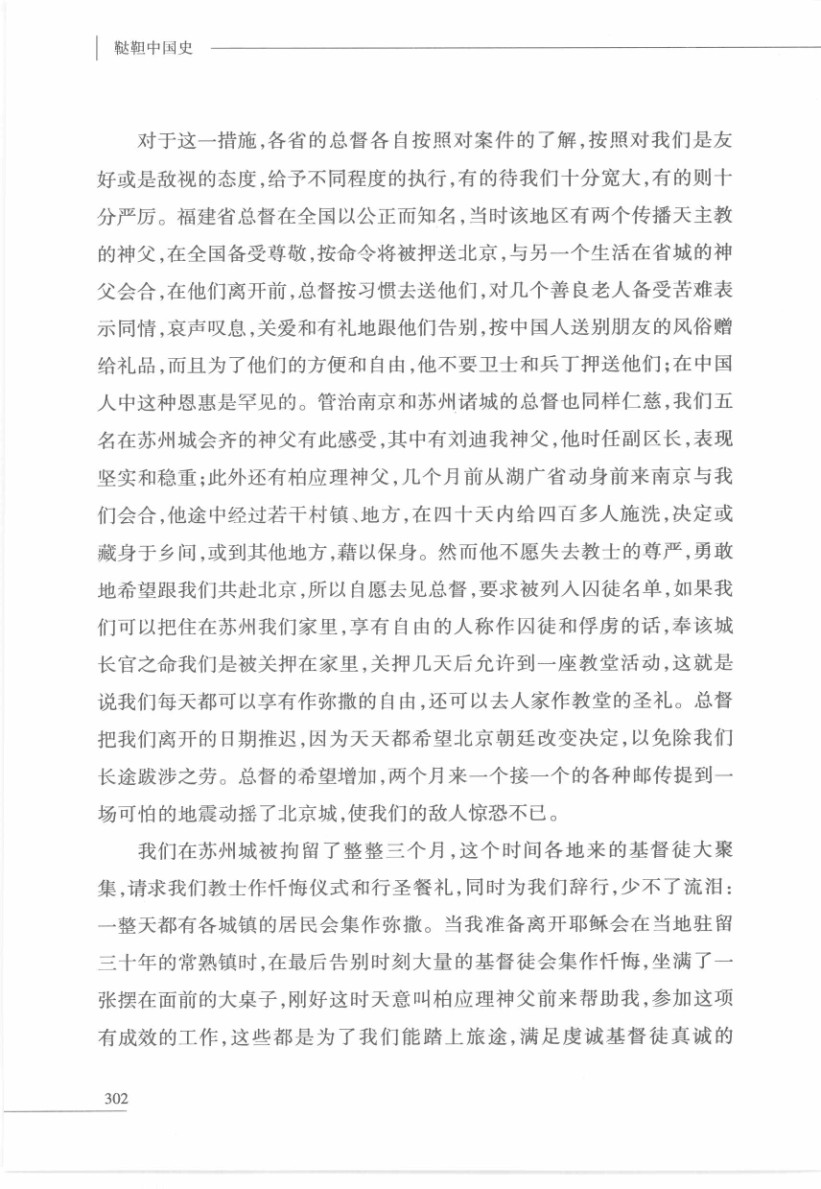 鞑靼中国史
对于这一措施,各省的总督各自按照对案件的了解,按照对我们是友
好或是敌视的态度,给予不同程度的执行,有的待我们十分宽大,有的则十
分严厉。福建省总督在全国以公正而知名,当时该地区有两个传播天主教
的神父,在全国备受尊敬,按命令将被押送北京,与另一个生活在省城的神
父会合,在他们离开前,总督按习惯去送他们,对几个善良老人备受苦难表
示同情,哀声叹息,关爱和有礼地跟他们告别,按中国人送别朋友的风俗赠
给礼品,而且为了他们的方便和自由,他不要卫士和兵丁押送他们;在中国
人中这种恩惠是罕见的。管治南京和苏州诸城的总督也同样仁慈,我们五
名在苏州城会齐的神父有此感受,其中有刘迪我神父,他时任副区长,表现
坚实和稳重;此外还有柏应理神父,几个月前从湖广省动身前来南京与我
们会合,他途中经过若干村镇、地方,在四十天内给四百多人施洗,决定或
藏身于乡间,或到其他地方,藉以保身。然而他不愿失去教士的尊严,勇敢
地希望跟我们共赴北京,所以自愿去见总督,要求被列入囚徒名单,如果我
们可以把住在苏州我们家里,享有自由的人称作囚徒和俘虏的话,奉该城
长官之命我们是被关押在家里,关押几天后允许到一座教堂活动,这就是
说我们每天都可以享有作弥撒的自由,还可以去人家作教堂的圣礼。总督
把我们离开的日期推迟,因为天天都希望北京朝廷改变决定,以免除我们
长途跋涉之劳。总督的希望增加,两个月来一个接一个的各种邮传提到一
场可怕的地震动摇了北京城,使我们的敌人惊恐不已。
我们在苏州城被拘留了整整三个月,这个时间各地来的基督徒大聚
集,请求我们教士作忏悔仪式和行圣餐礼,同时为我们辞行,少不了流泪:
一整天都有各城镇的居民会集作弥撒。当我准备离开耶稣会在当地驻留
三十年的常熟镇时,在最后告别时刻大量的基督徒会集作忏悔,坐满了一
张摆在面前的大桌子,刚好这时天意叫柏应理神父前来帮助我,参加这项
有成效的工作,这些都是为了我们能踏上旅途,满足虔诚基督徒真诚的
302